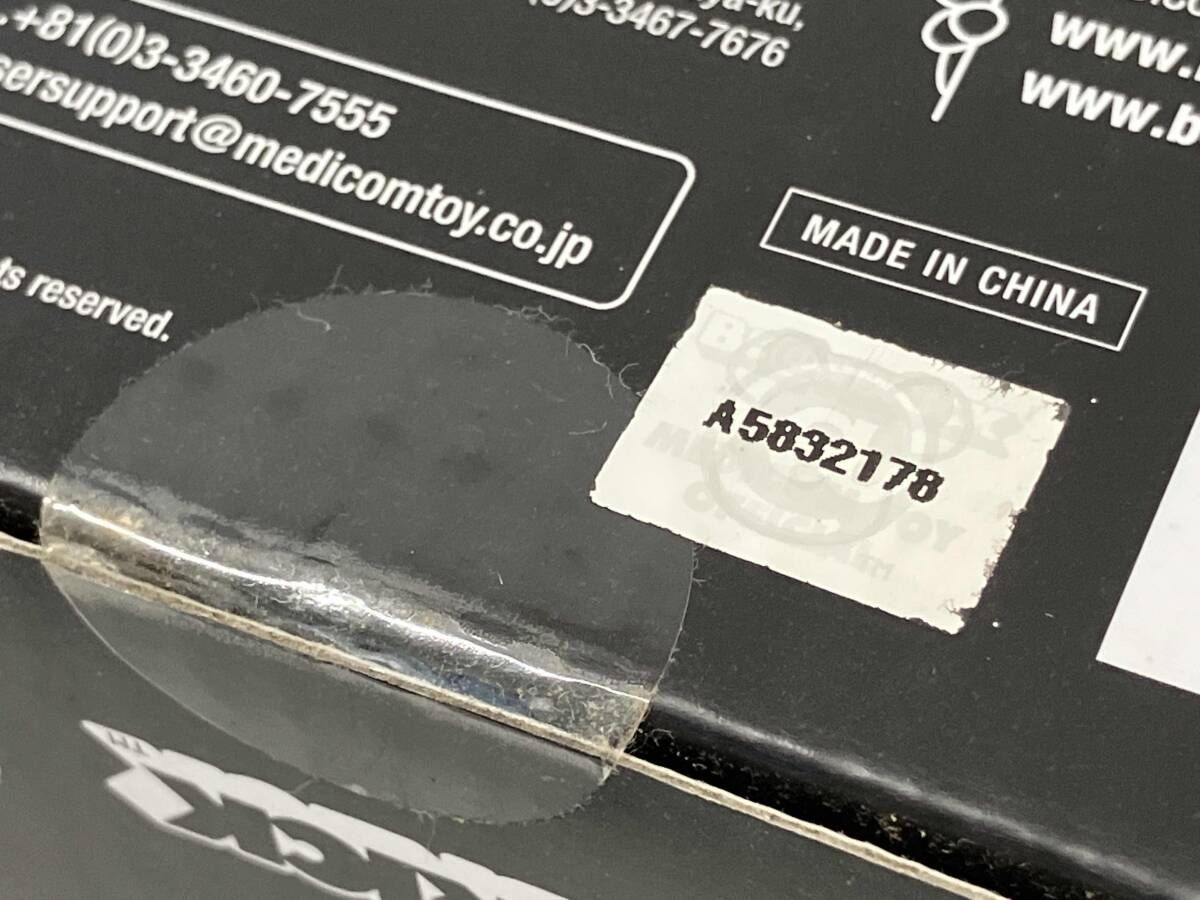 +81(0)3-3460-7555
sersupport@medicomtoy.co.jp
ts reserved.
3-3467-7676
www.
www.b
MADE IN CHINA
A5832178